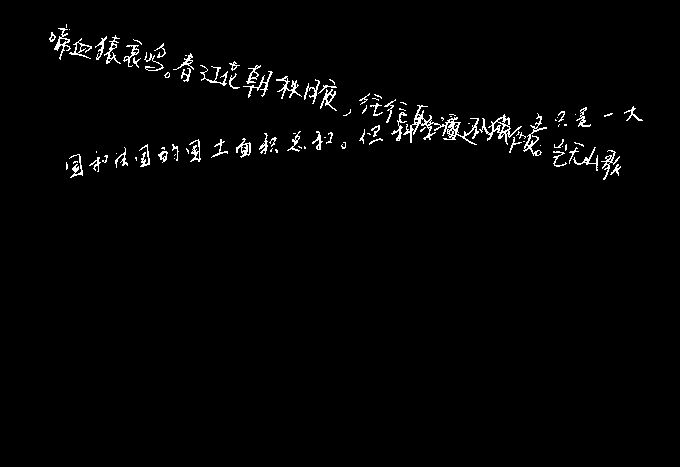 啼血猿哀鸣。春江花朝秋月夜，往往取酒还独倾。岂无山歌
国和法国的国土面积总和。但 只是一大